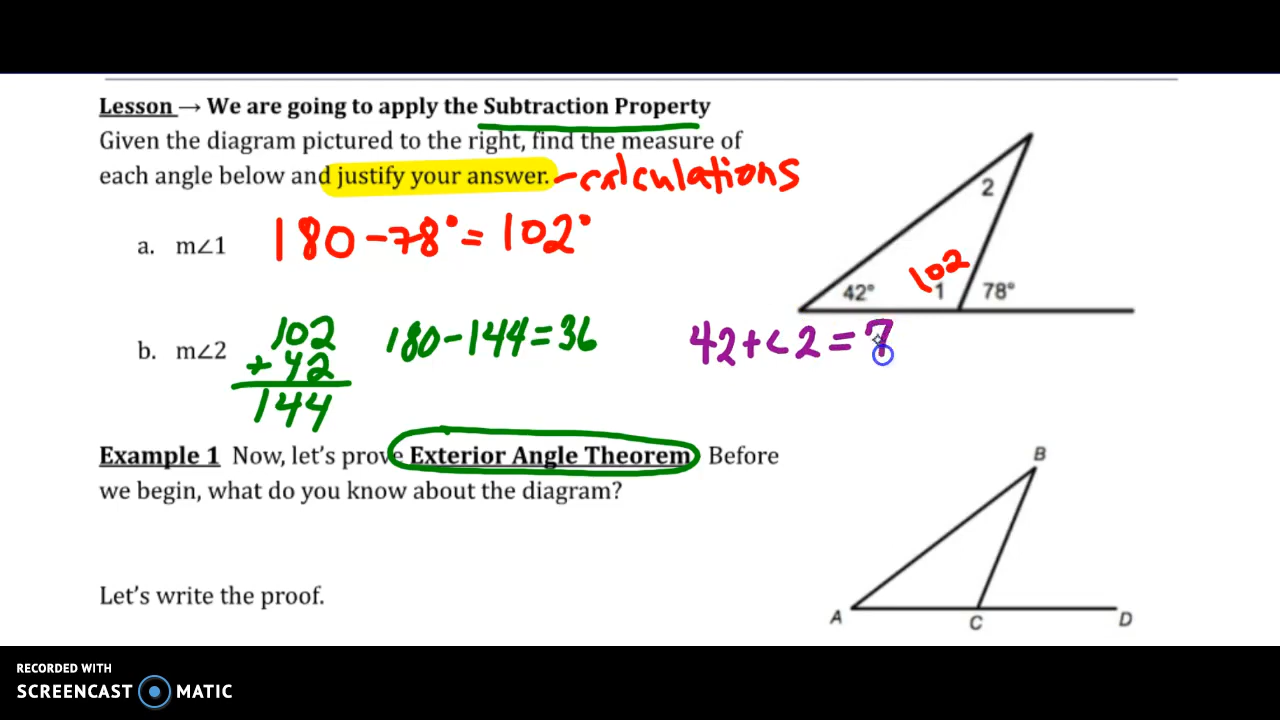 Lesson → We are going to apply the Subtraction Property
Given the diagram pictured to the right, find the measure of
each angle below and justify your answer. - calculations
2
a. m∠1 180-78°=102°
42° 102 1 78°
b. m∠2 102 +42 144 180-144=36 42+<2=7
Example 1 Now, let's prove Exterior Angle Theorem Before
B
we begin, what do you know about the diagram?
Let's write the proof.
A C D
RECORDED WITH
SCREENCAST MATIC